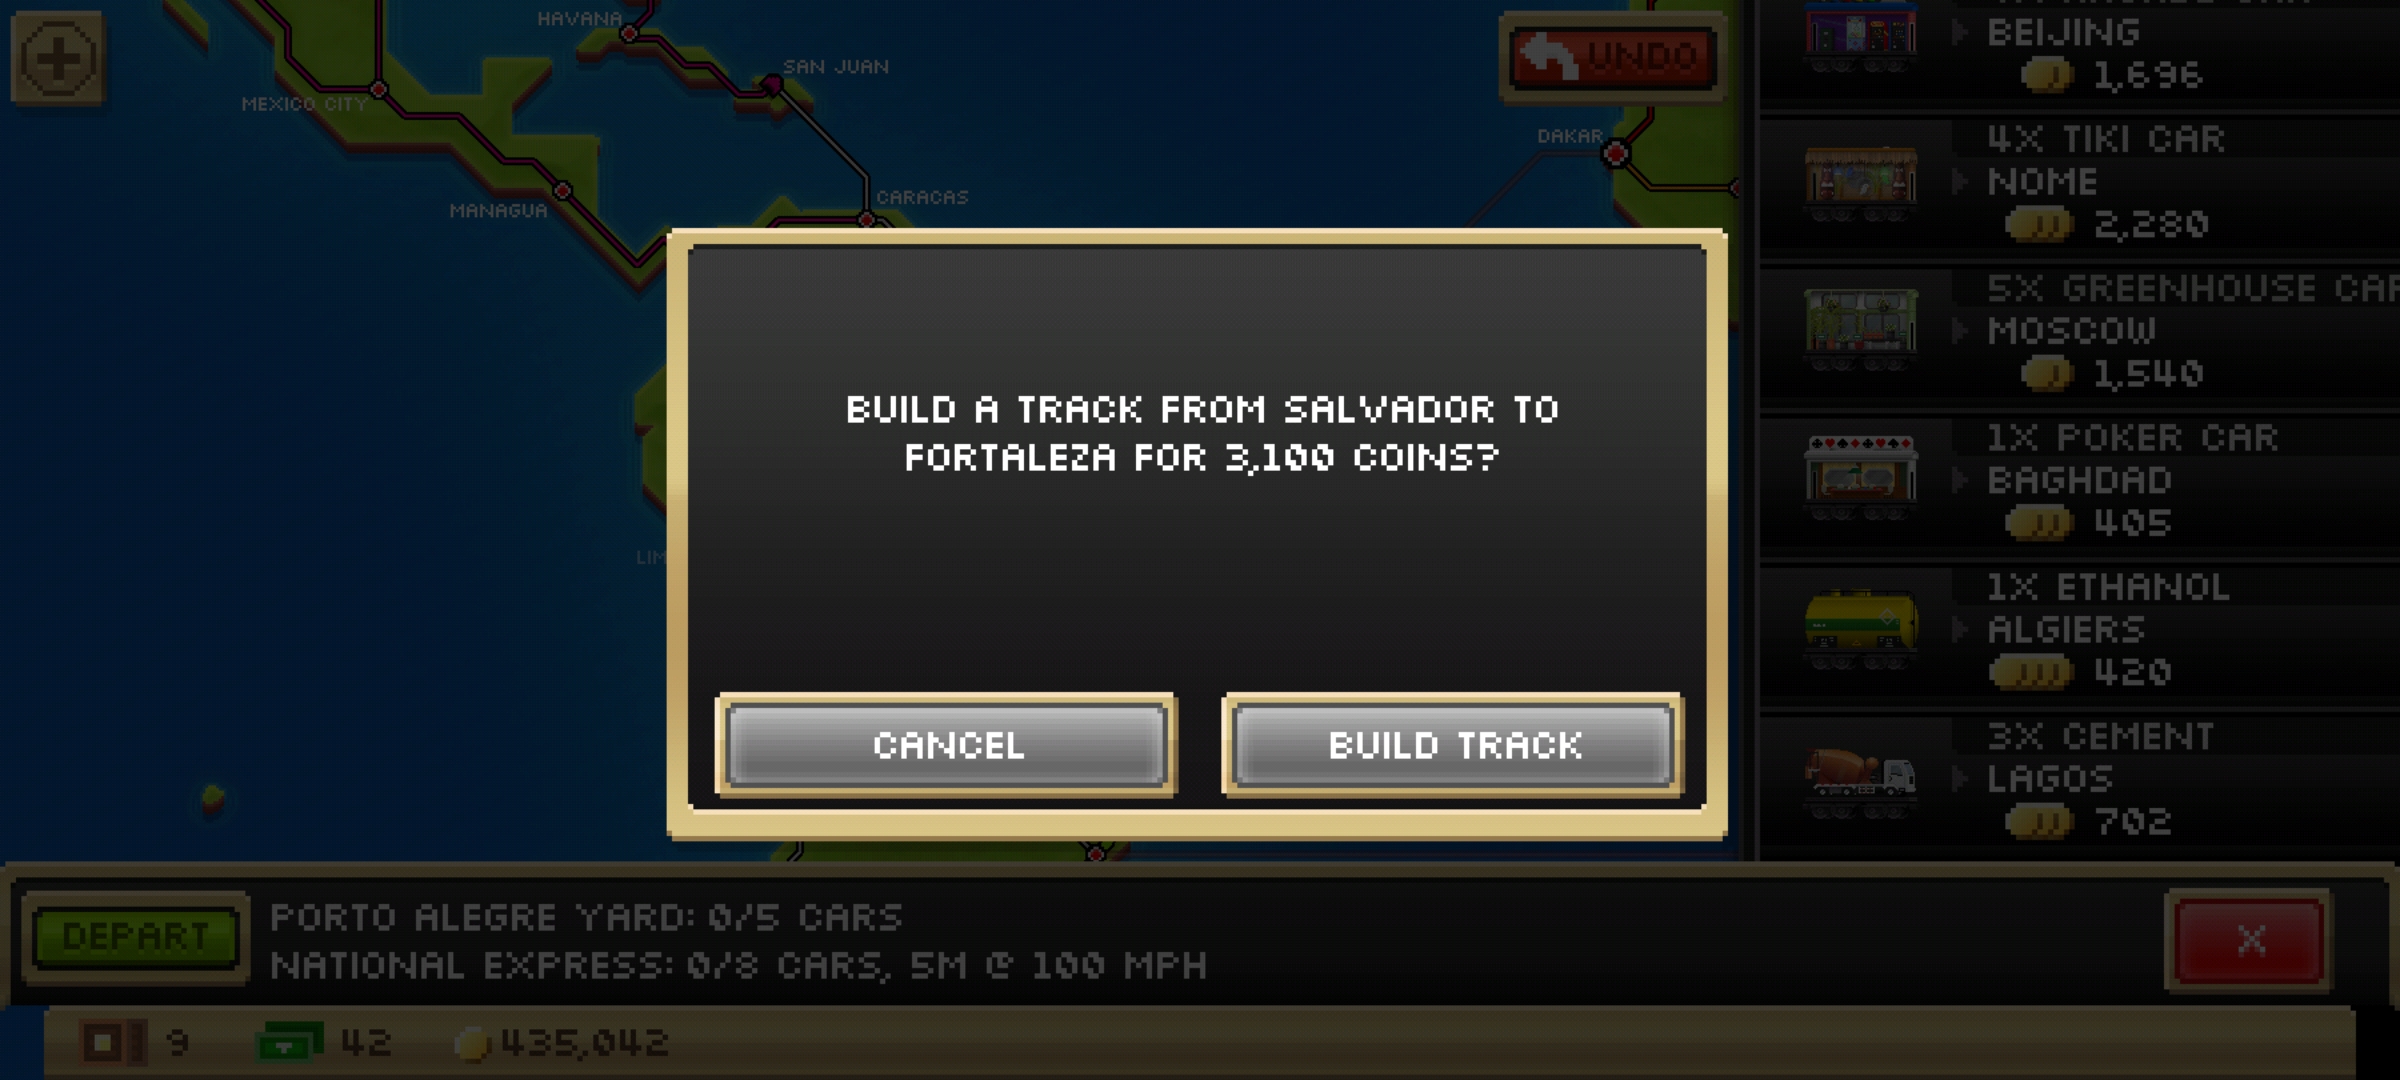 HAVANA
SAN JUAN
MEXICO CITY
MANAGUA
CARACAS
DAKAR
UNDO
BEIJING
1,696
4X TIKI CAR
NOME
2,280
5X GREENHOUSE CAR
MOSCOW
1,540
1X POKER CAR
BAGHDAD
405
1X ETHANOL
ALGIERS
420
3X CEMENT
LAGOS
702
BUILD A TRACK FROM SALVADOR TO
FORTALEZA FOR 3,100 COINS?
CANCEL
BUILD TRACK
LIM
DEPART
PORTO ALEGRE YARD: 0/5 CARS
NATIONAL EXPRESS: 0/8 CARS, 5M @ 100 MPH
X
9
42
435,042